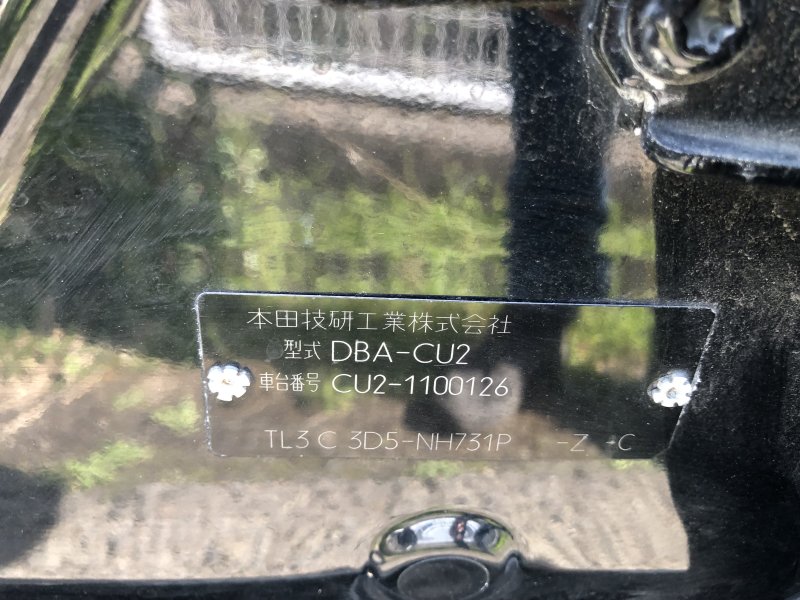 本田技研工業株式会社
型式 DBA-CU2
車台番号 CU2-1100126
TL3 C 3D5-NH731P -Z -C